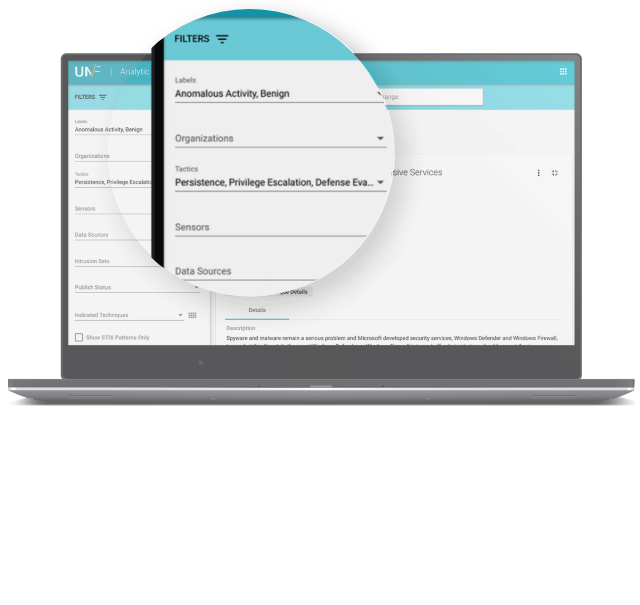 FILTERS
Labels
Anomalous Activity, Benign
Organizations
Tactics
Persistence, Privilege Escalation, Defense Eva...
Sensors
Data Sources
UNF | Analytic
FILTERS
Labels
Anomalous Activity, Benign
Organizations
Tactics
Persistence, Privilege Escalatio
Sensors
Data Sources
Intrusion Sets
Publish Status
Indicated Techniques
Show STIX Patterns Only
sive Services
Details
Details
Description
Spyware and malware remain a serious problem and Microsoft developed security services, Windows Defender and Windows Firewall,